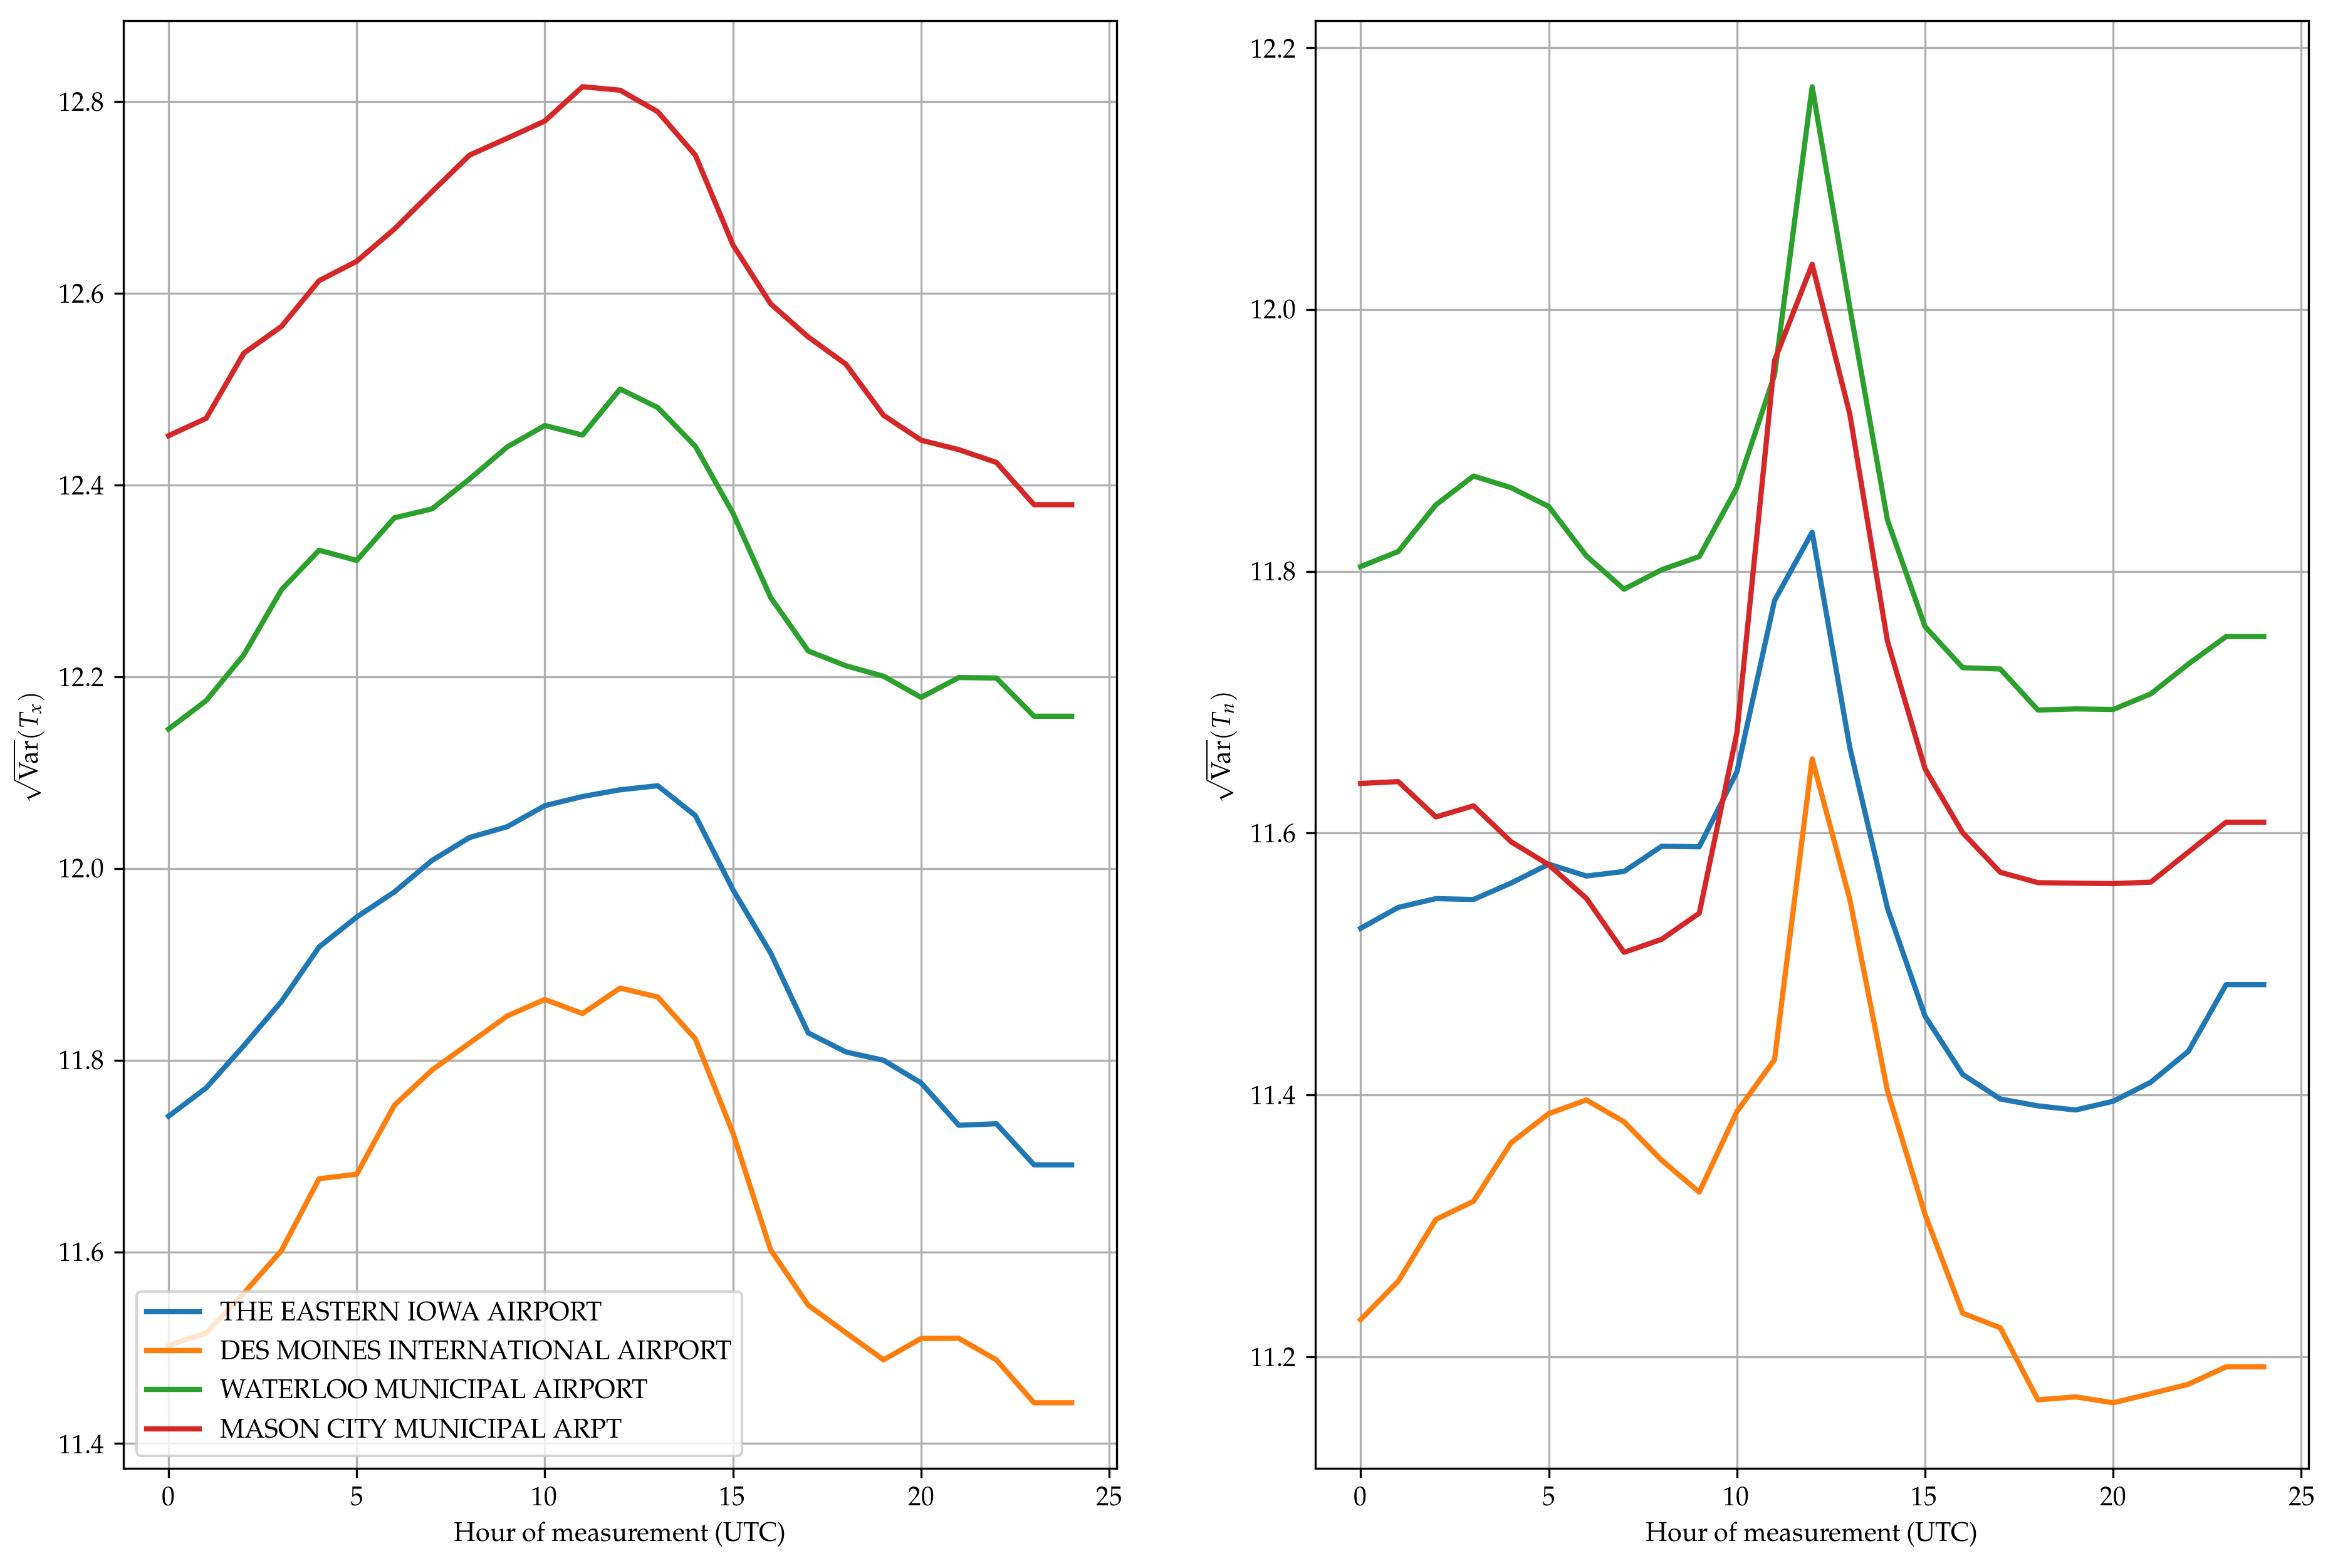 12.8
12.6
12.4
12.2
12.0
11.8
11.6
11.4
√Var(Tx)
THE EASTERN IOWA AIRPORT
DES MOINES INTERNATIONAL AIRPORT
WATERLOO MUNICIPAL AIRPORT
MASON CITY MUNICIPAL ARPT
0 5 10 15 20 25
Hour of measurement (UTC)
12.2
12.0
11.8
11.6
11.4
11.2
√Var(Tn)
0 5 10 15 20 25
Hour of measurement (UTC)